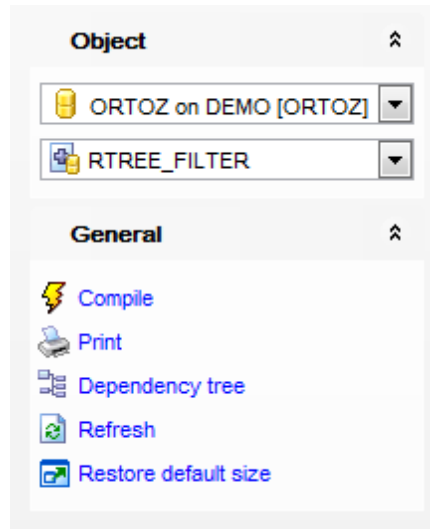 Object
ORTOZ on DEMO [ORTOZ]
RTREE_FILTER
General
Compile
Print
Dependency tree
Refresh
Restore default size